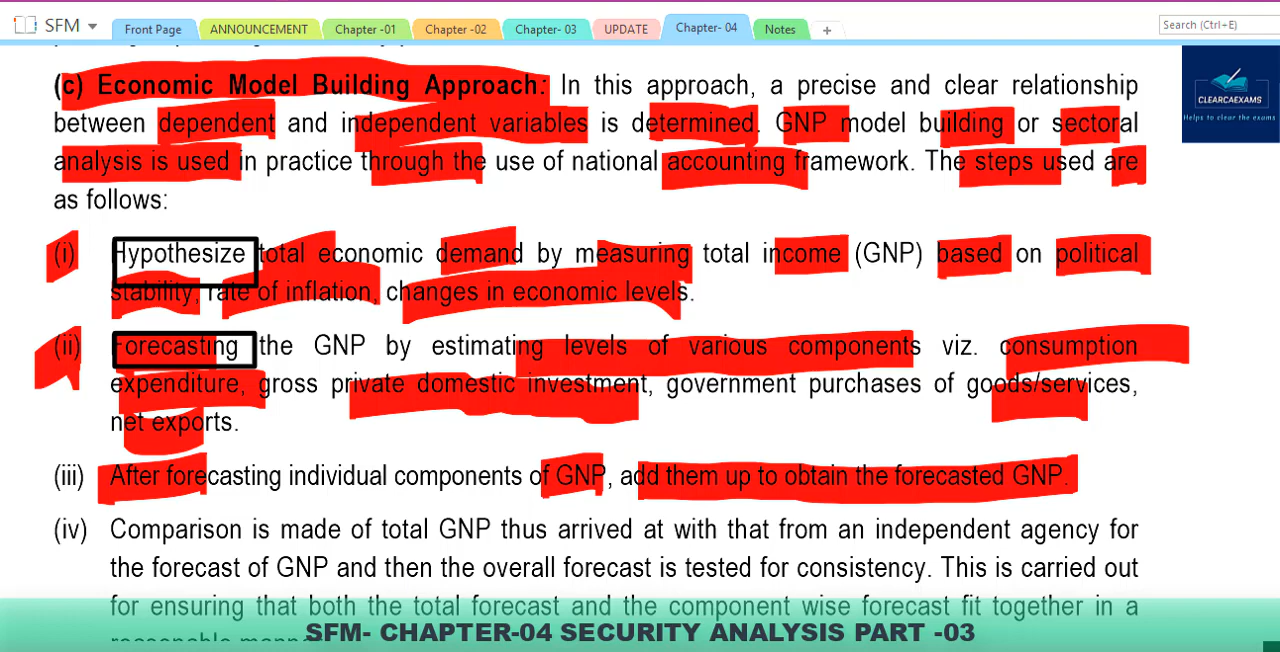 SFM
Front Page
ANNOUNCEMENT
Chapter -01
Chapter -02
Chapter- 03
UPDATE
Chapter- 04
Notes
+
Search (Ctrl+E)
(c) Economic Model Building Approach: In this approach, a precise and clear relationship
between dependent and independent variables is determined. GNP model building or sectoral
analysis is used in practice through the use of national accounting framework. The steps used are
as follows:
(i) Hypothesize total economic demand by measuring total income (GNP) based on political
stability, rate of inflation, changes in economic levels.
(ii) Forecasting the GNP by estimating levels of various components viz. consumption
expenditure, gross private domestic investment, government purchases of goods/services,
net exports.
(iii) After forecasting individual components of GNP, add them up to obtain the forecasted GNP.
(iv) Comparison is made of total GNP thus arrived at with that from an independent agency for
the forecast of GNP and then the overall forecast is tested for consistency. This is carried out
for ensuring that both the total forecast and the component wise forecast fit together in a
CLEARCAEXAMS
Helps to clear the exams
SFM- CHAPTER-04 SECURITY ANALYSIS PART -03